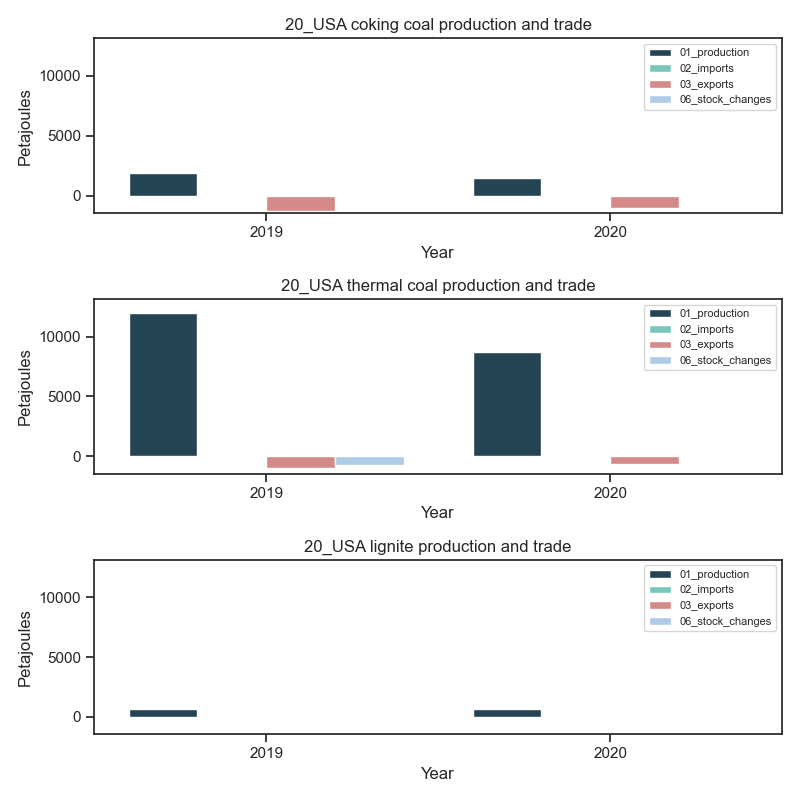 20_USA coking coal production and trade
01_production
02_imports
03_exports
06_stock_changes
10000
5000
0
Petajoules
2019
2020
Year
20_USA thermal coal production and trade
01_production
02_imports
03_exports
06_stock_changes
10000
5000
0
Petajoules
2019
2020
Year
20_USA lignite production and trade
01_production
02_imports
03_exports
06_stock_changes
10000
5000
0
Petajoules
2019
2020
Year